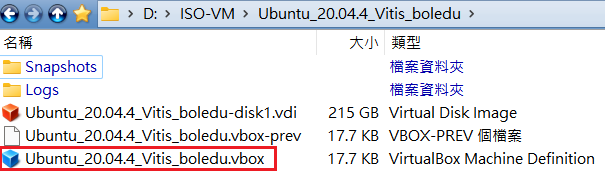 D: › ISO-VM › Ubuntu_20.04.4_Vitis_boledu ›
名稱 大小 類型
Snapshots 檔案資料夾
Logs 檔案資料夾
Ubuntu_20.04.4_Vitis_boledu-disk1.vdi 215 GB Virtual Disk Image
Ubuntu_20.04.4_Vitis_boledu.vbox-prev 17.7 KB VBOX-PREV 個檔案
Ubuntu_20.04.4_Vitis_boledu.vbox 17.7 KB VirtualBox Machine Definition